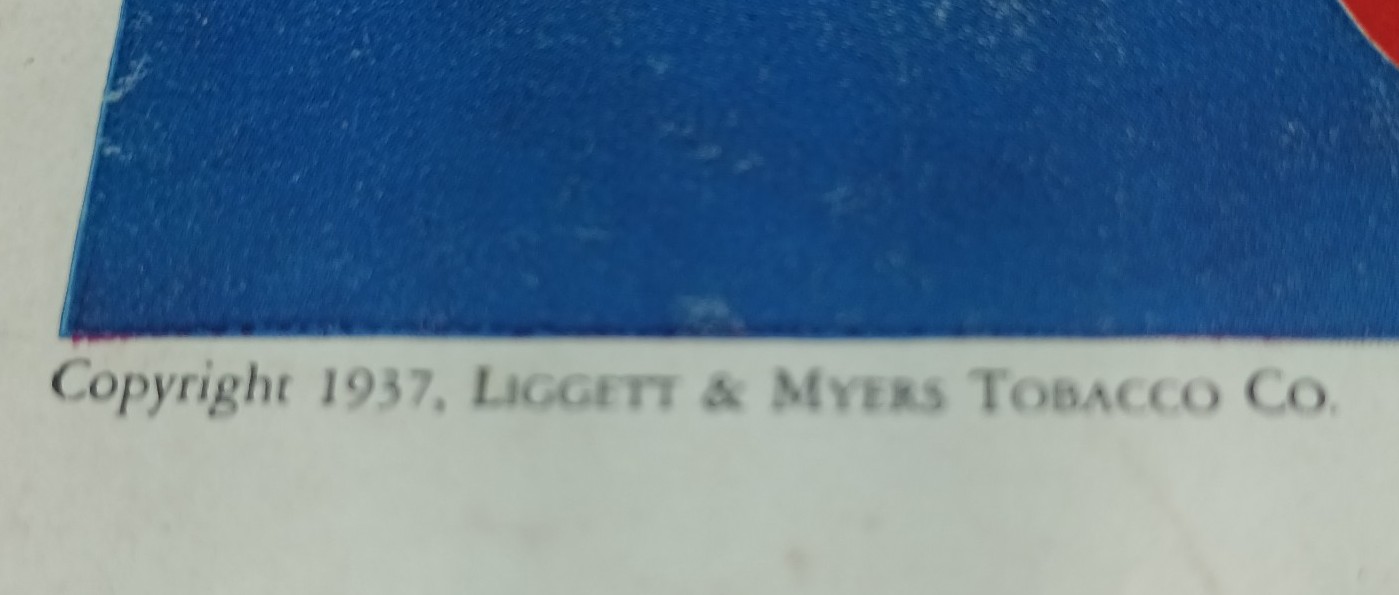 Copyright 1937, LIGGETT & MYERS TOBACCO CO.